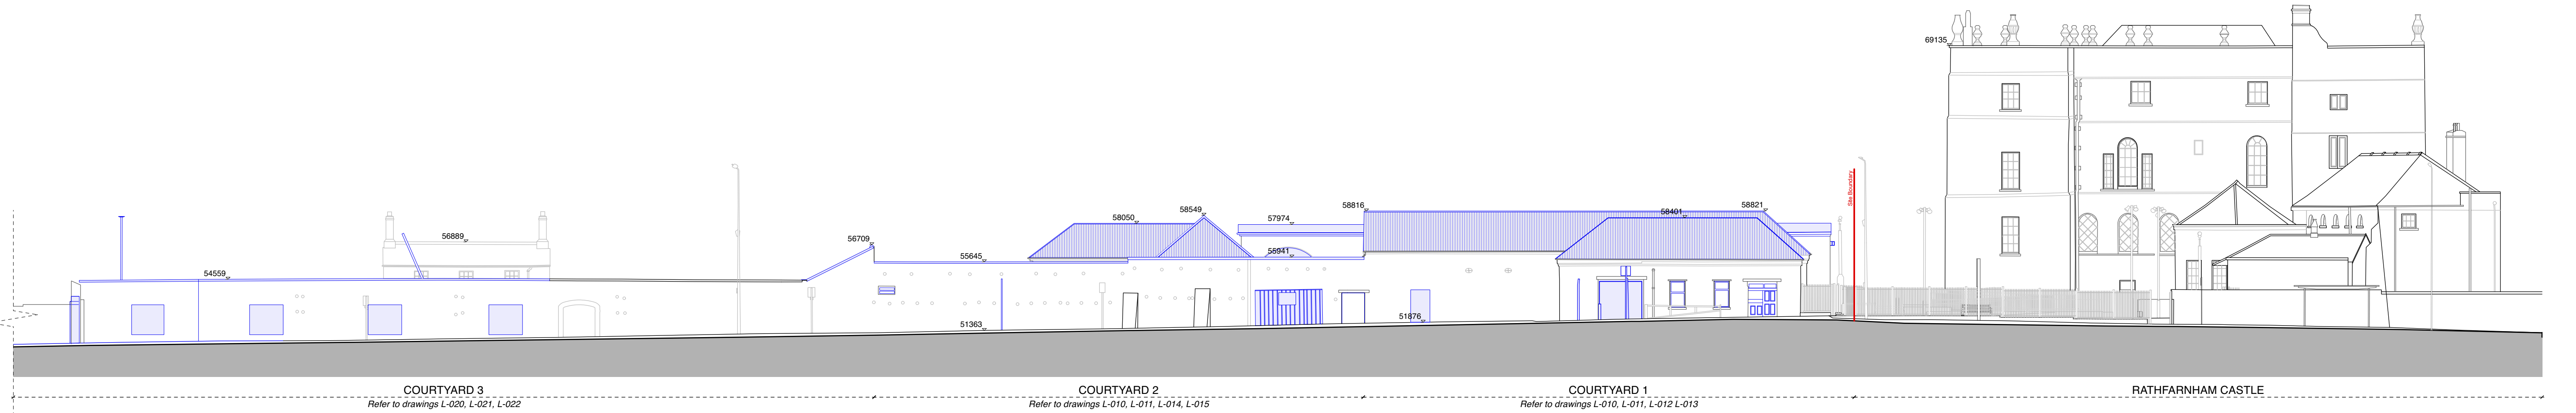 69135
Site Boundary
58816
58401
58821
58549
58050
57974
56889
56709
55941
55645
54559
51876
51363
COURTYARD 3
Refer to drawings L-020, L-021, L-022
COURTYARD 2
Refer to drawings L-010, L-011, L-014, L-015
COURTYARD 1
Refer to drawings L-010, L-011, L-012 L-013
RATHFARNHAM CASTLE